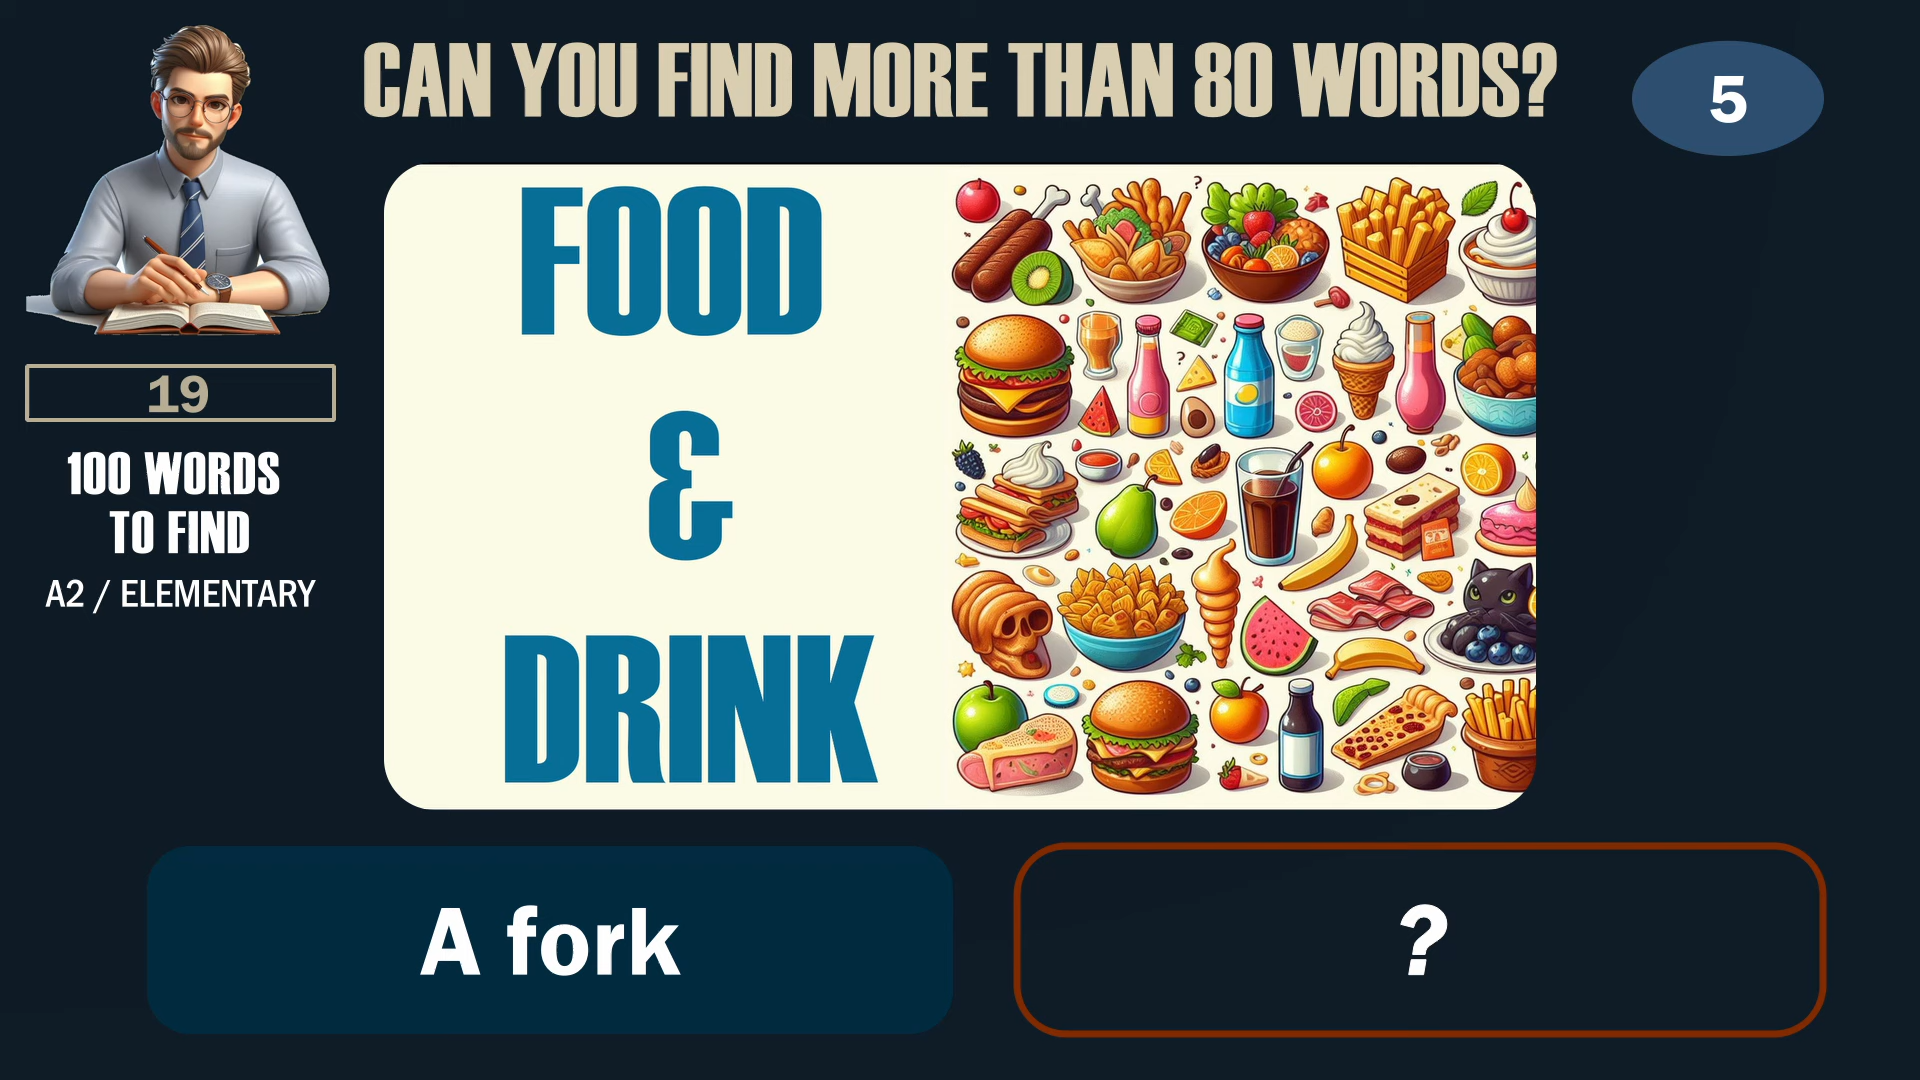 CAN YOU FIND MORE THAN 80 WORDS?
5
19
100 WORDS
TO FIND
A2 / ELEMENTARY
FOOD
&
DRINK
?
?
A fork
?